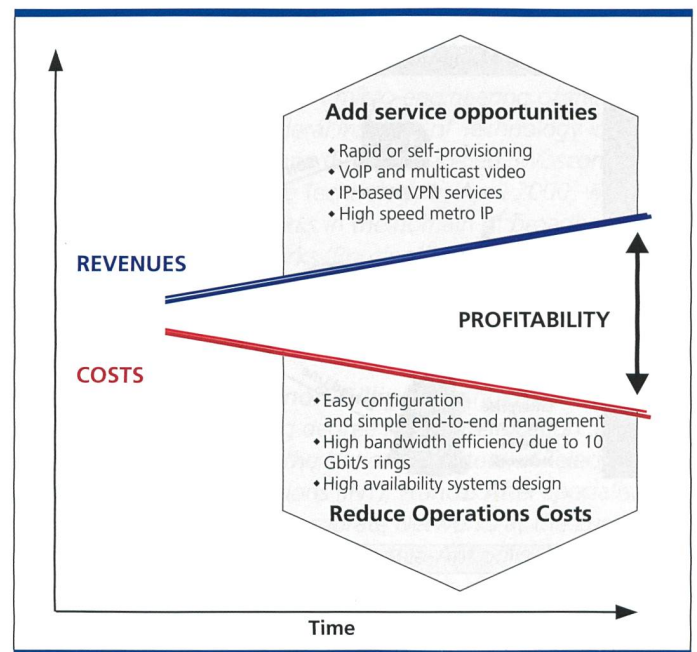 Add service opportunities
• Rapid or self-provisioning
• VoIP and multicast video
• IP-based VPN services
• High speed metro IP
REVENUES
PROFITABILITY
COSTS
• Easy configuration
and simple end-to-end management
• High bandwidth efficiency due to 10
Gbit/s rings
• High availability systems design
Reduce Operations Costs
Time